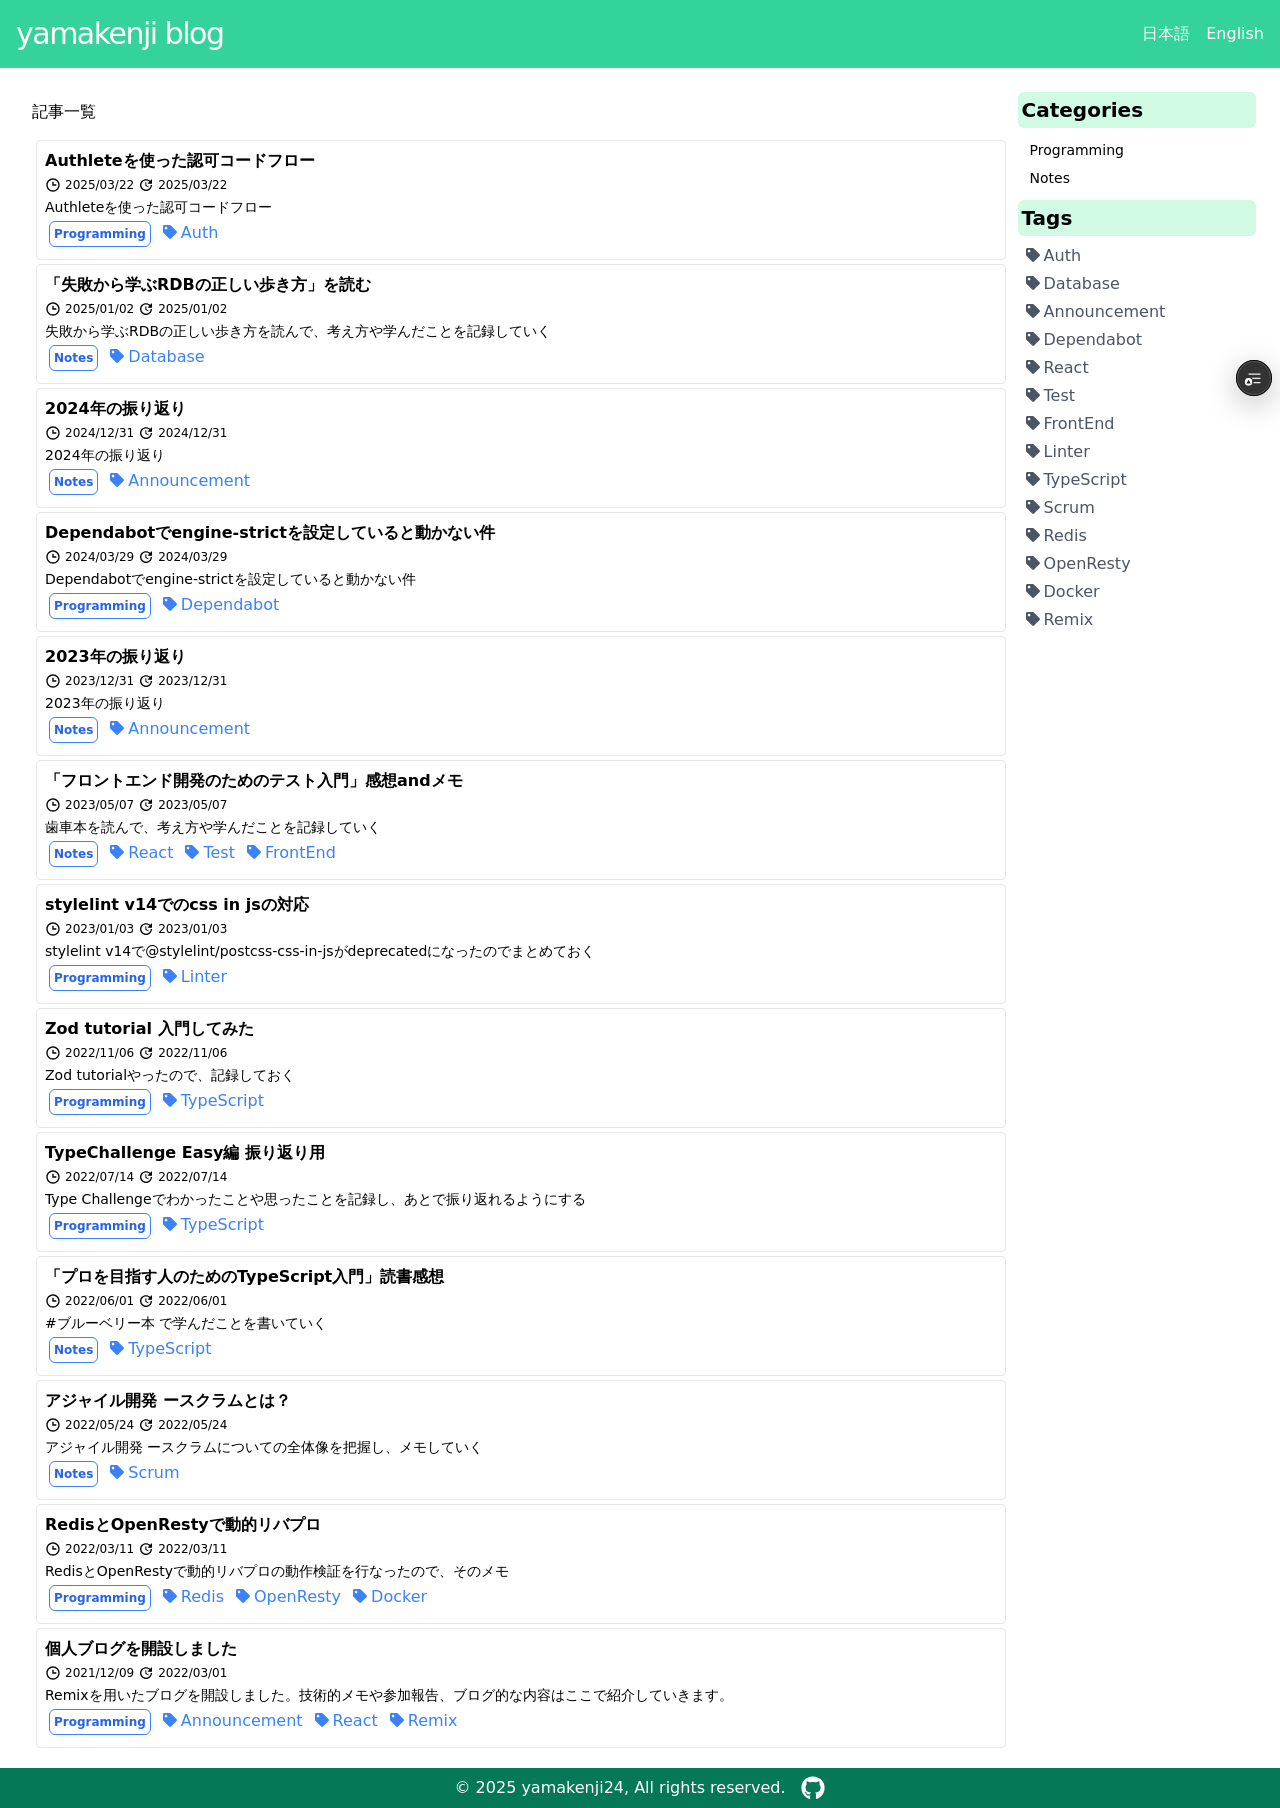 yamakenji blog
日本語 English
記事一覧
Authleteを使った認可コードフロー
2025/03/22 2025/03/22
Authleteを使った認可コードフロー
Programming Auth
「失敗から学ぶRDBの正しい歩き方」を読む
2025/01/02 2025/01/02
失敗から学ぶRDBの正しい歩き方を読んで、考え方や学んだことを記録していく
Notes Database
2024年の振り返り
2024/12/31 2024/12/31
2024年の振り返り
Notes Announcement
Dependabotでengine-strictを設定していると動かない件
2024/03/29 2024/03/29
Dependabotでengine-strictを設定していると動かない件
Programming Dependabot
2023年の振り返り
2023/12/31 2023/12/31
2023年の振り返り
Notes Announcement
「フロントエンド開発のためのテスト入門」感想andメモ
2023/05/07 2023/05/07
歯車本を読んで、考え方や学んだことを記録していく
Notes React Test FrontEnd
stylelint v14でのcss in jsの対応
2023/01/03 2023/01/03
stylelint v14で@stylelint/postcss-css-in-jsがdeprecatedになったのでまとめておく
Programming Linter
Zod tutorial 入門してみた
2022/11/06 2022/11/06
Zod tutorialやったので、記録しておく
Programming TypeScript
TypeChallenge Easy編 振り返り用
2022/07/14 2022/07/14
Type Challengeでわかったことや思ったことを記録し、あとで振り返れるようにする
Programming TypeScript
「プロを目指す人のためのTypeScript入門」読書感想
2022/06/01 2022/06/01
#ブルーベリー本 で学んだことを書いていく
Notes TypeScript
アジャイル開発 ースクラムとは？
2022/05/24 2022/05/24
アジャイル開発 ースクラムについての全体像を把握し、メモしていく
Notes Scrum
RedisとOpenRestyで動的リバプロ
2022/03/11 2022/03/11
RedisとOpenRestyで動的リバプロの動作検証を行なったので、そのメモ
Programming Redis OpenResty Docker
個人ブログを開設しました
2021/12/09 2022/03/01
Remixを用いたブログを開設しました。技術的メモや参加報告、ブログ的な内容はここで紹介していきます。
Programming Announcement React Remix
Categories
Programming
Notes
Tags
Auth
Database
Announcement
Dependabot
React
Test
FrontEnd
Linter
TypeScript
Scrum
Redis
OpenResty
Docker
Remix
© 2025 yamakenji24, All rights reserved.